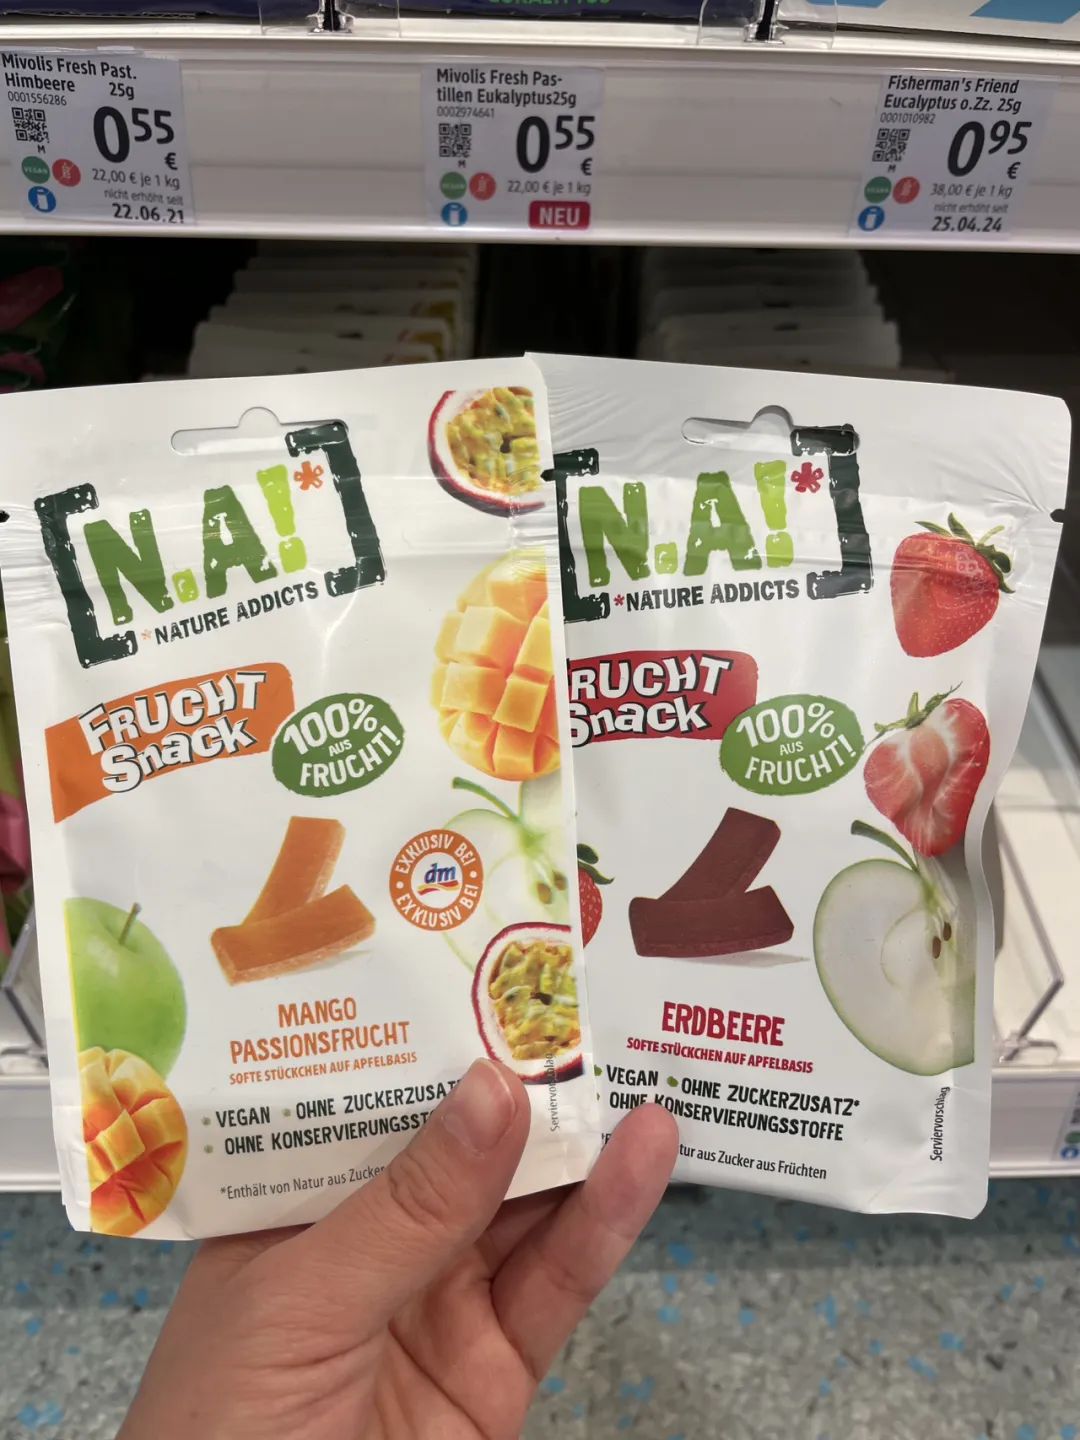 Mivolis Fresh Past.
Himbeere 25g
0001556286
0 55
€
M
VEGAN
22,00 € je 1 kg
nicht erhöht seit
22.06.21
Mivolis Fresh Pas-
tillen Eukalyptus25g
0002974641
0 55
€
M
VEGAN
22,00 € je 1 kg
NEU
Fisherman's Friend
Eucalyptus o.Zz. 25g
0001010982
0 95
€
M
VEGAN
38,00 € je 1 kg
nicht erhöht seit
25.04.24
[N.A!*]
*NATURE ADDICTS
FRUCHT
Snack
100%
AUS
FRUCHT!
EXKLUSIV BEI
dm
EXKLUSIV BEI
MANGO
PASSIONSFRUCHT
SOFTE STÜCKCHEN AUF APFELBASIS
• VEGAN • OHNE ZUCKERZUSAT
• OHNE KONSERVIERUNGSST
*Enthält von Natur aus Zucker
[N.A!*]
*NATURE ADDICTS
RUCHT
Snack
100%
AUS
FRUCHT!
ERDBEERE
SOFTE STÜCKCHEN AUF APFELBASIS
• VEGAN • OHNE ZUCKERZUSATZ*
OHNE KONSERVIERUNGSSTOFFE
tur aus Zucker aus Früchten
Serviervorschlag